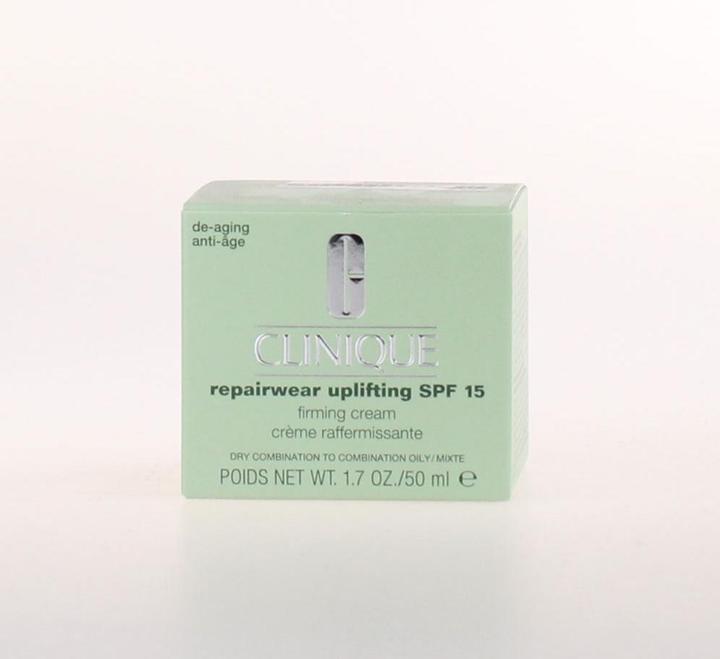 de-aging
anti-âge
CLINIQUE
repairwear uplifting SPF 15
firming cream
crème raffermissante
DRY COMBINATION TO COMBINATION OILY/MIXTE
POIDS NET WT. 1.7 OZ./50 ml ℮